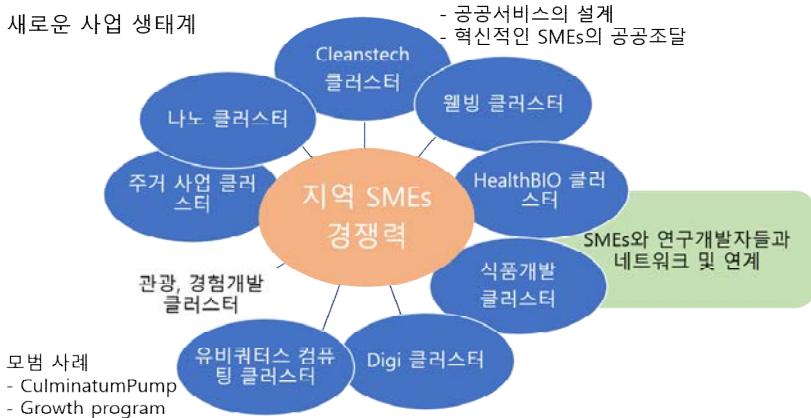 새로운 사업 생태계
- 공공서비스의 설계
- 혁신적인 SMEs의 공공조달
Cleanstech
클러스터
웰빙 클러스터
나노 클러스터
HealthBIO 클러
스터
주거 사업 클러
스터
지역 SMEs
경쟁력
SMEs와 연구개발자들과
네트워크 및 연계
식품개발
클러스터
관광, 경험개발
클러스터
Digi 클러스터
유비쿼터스 컴퓨
팅 클러스터
모범 사례
- CulminatumPump
- Growth program